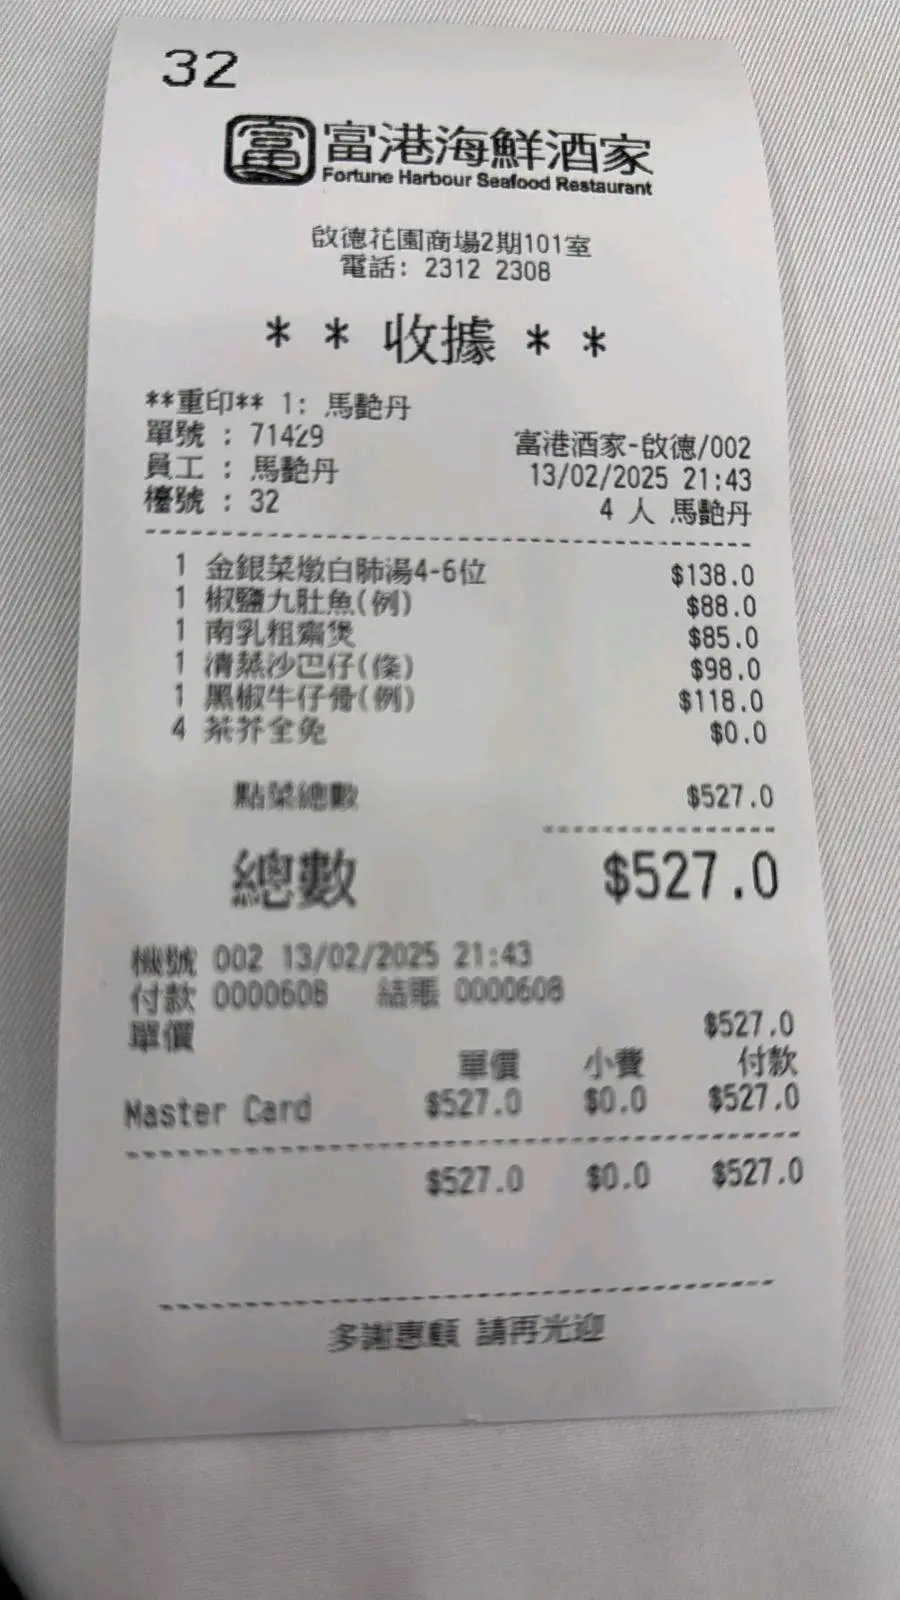 32
富
富港海鮮酒家
Fortune Harbour Seafood Restaurant
啟德花園商場2期101室
電話: 2312 2308
* * 收據 * *
**重印** 1: 馬艷丹
單號 : 71429 富港酒家-啟德/002
員工 : 馬艷丹 13/02/2025 21:43
檯號 : 32 4 人 馬艷丹
1 金銀菜燉白肺湯4-6位 $138.0
1 椒鹽九肚魚(例) $88.0
1 南乳粗齋煲 $85.0
1 清蒸沙巴仔(條) $98.0
1 黑椒牛仔骨(例) $118.0
4 茶芥全免 $0.0
點菜總數 $527.0
總數 $527.0
機號 002 13/02/2025 21:43
付款 0000608 結賬 0000608
單價 $527.0
單價 小費 付款
Master Card $527.0 $0.0 $527.0
$527.0 $0.0 $527.0
多謝惠顧 請再光迎